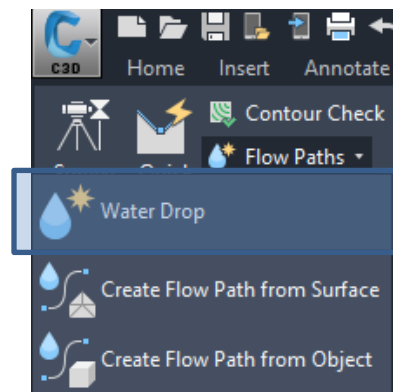 C3D
Home Insert Annotate
Contour Check
Flow Paths
Water Drop
Create Flow Path from Surface
Create Flow Path from Object